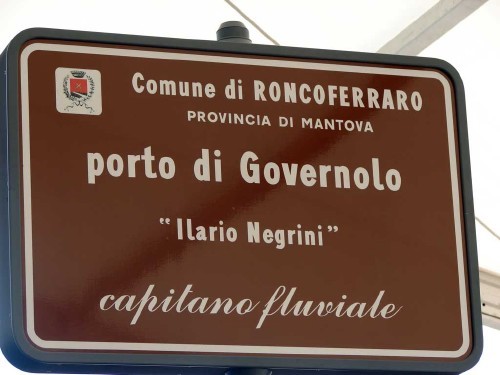 Comune di RONCOFERRARO
PROVINCIA DI MANTOVA
porto di Governolo
"Ilario Negrini"
capitano fluviale